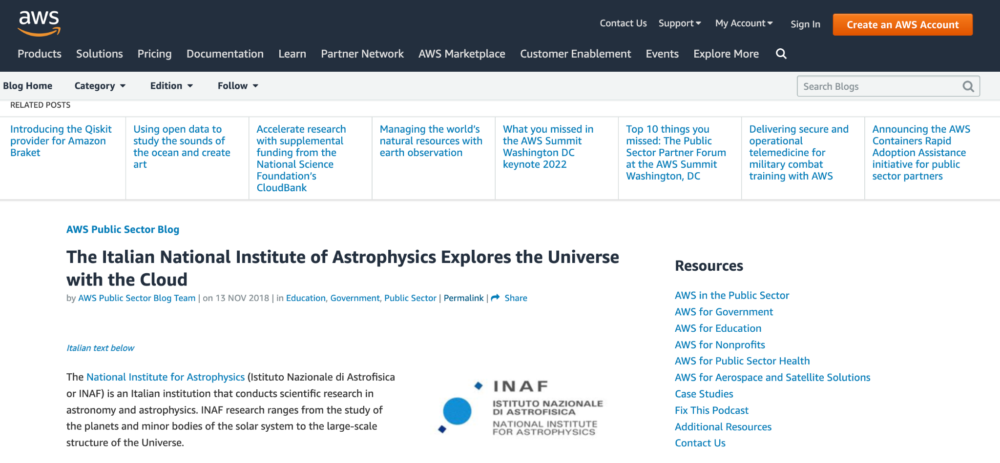 aws
Contact Us Support My Account Sign In Create an AWS Account
Products Solutions Pricing Documentation Learn Partner Network AWS Marketplace Customer Enablement Events Explore More
Blog Home Category Edition Follow Search Blogs
RELATED POSTS
Introducing the Qiskit
provider for Amazon
Braket
Using open data to
study the sounds of
the ocean and create
art
Accelerate research
with supplemental
funding from the
National Science
Foundation's
CloudBank
Managing the world's
natural resources with
earth observation
What you missed in
the AWS Summit
Washington DC
keynote 2022
Top 10 things you
missed: The Public
Sector Partner Forum
at the AWS Summit
Washington, DC
Delivering secure and
operational
telemedicine for
military combat
training with AWS
Announcing the AWS
Containers Rapid
Adoption Assistance
initiative for public
sector partners
AWS Public Sector Blog
The Italian National Institute of Astrophysics Explores the Universe
with the Cloud
by AWS Public Sector Blog Team | on 13 NOV 2018 | in Education, Government, Public Sector | Permalink | Share
Italian text below
The National Institute for Astrophysics (Istituto Nazionale di Astrofisica
or INAF) is an Italian institution that conducts scientific research in
astronomy and astrophysics. INAF research ranges from the study of
the planets and minor bodies of the solar system to the large-scale
structure of the Universe.
INAF
ISTITUTO NAZIONALE
DI ASTROFISICA
NATIONAL INSTITUTE
FOR ASTROPHYSICS
Resources
AWS in the Public Sector
AWS for Government
AWS for Education
AWS for Nonprofits
AWS for Public Sector Health
AWS for Aerospace and Satellite Solutions
Case Studies
Fix This Podcast
Additional Resources
Contact Us